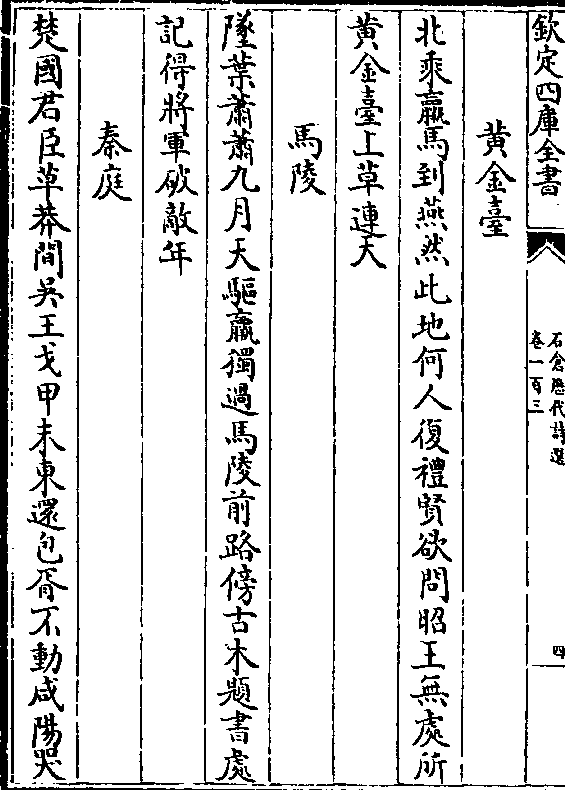 欽定四庫全書
石倉歷代詩選
卷一百三
四
黃金臺
北乘羸馬到燕然此地何人復禮賢欲問昭王無處所
黃金臺上草連天
馬陵
墜葉蕭蕭九月天驅羸獨過馬陵前路傍古木題書處
記得將軍破敵年
秦庭
楚國君臣草莽間吳王戈甲未東還包胥不動咸陽哭